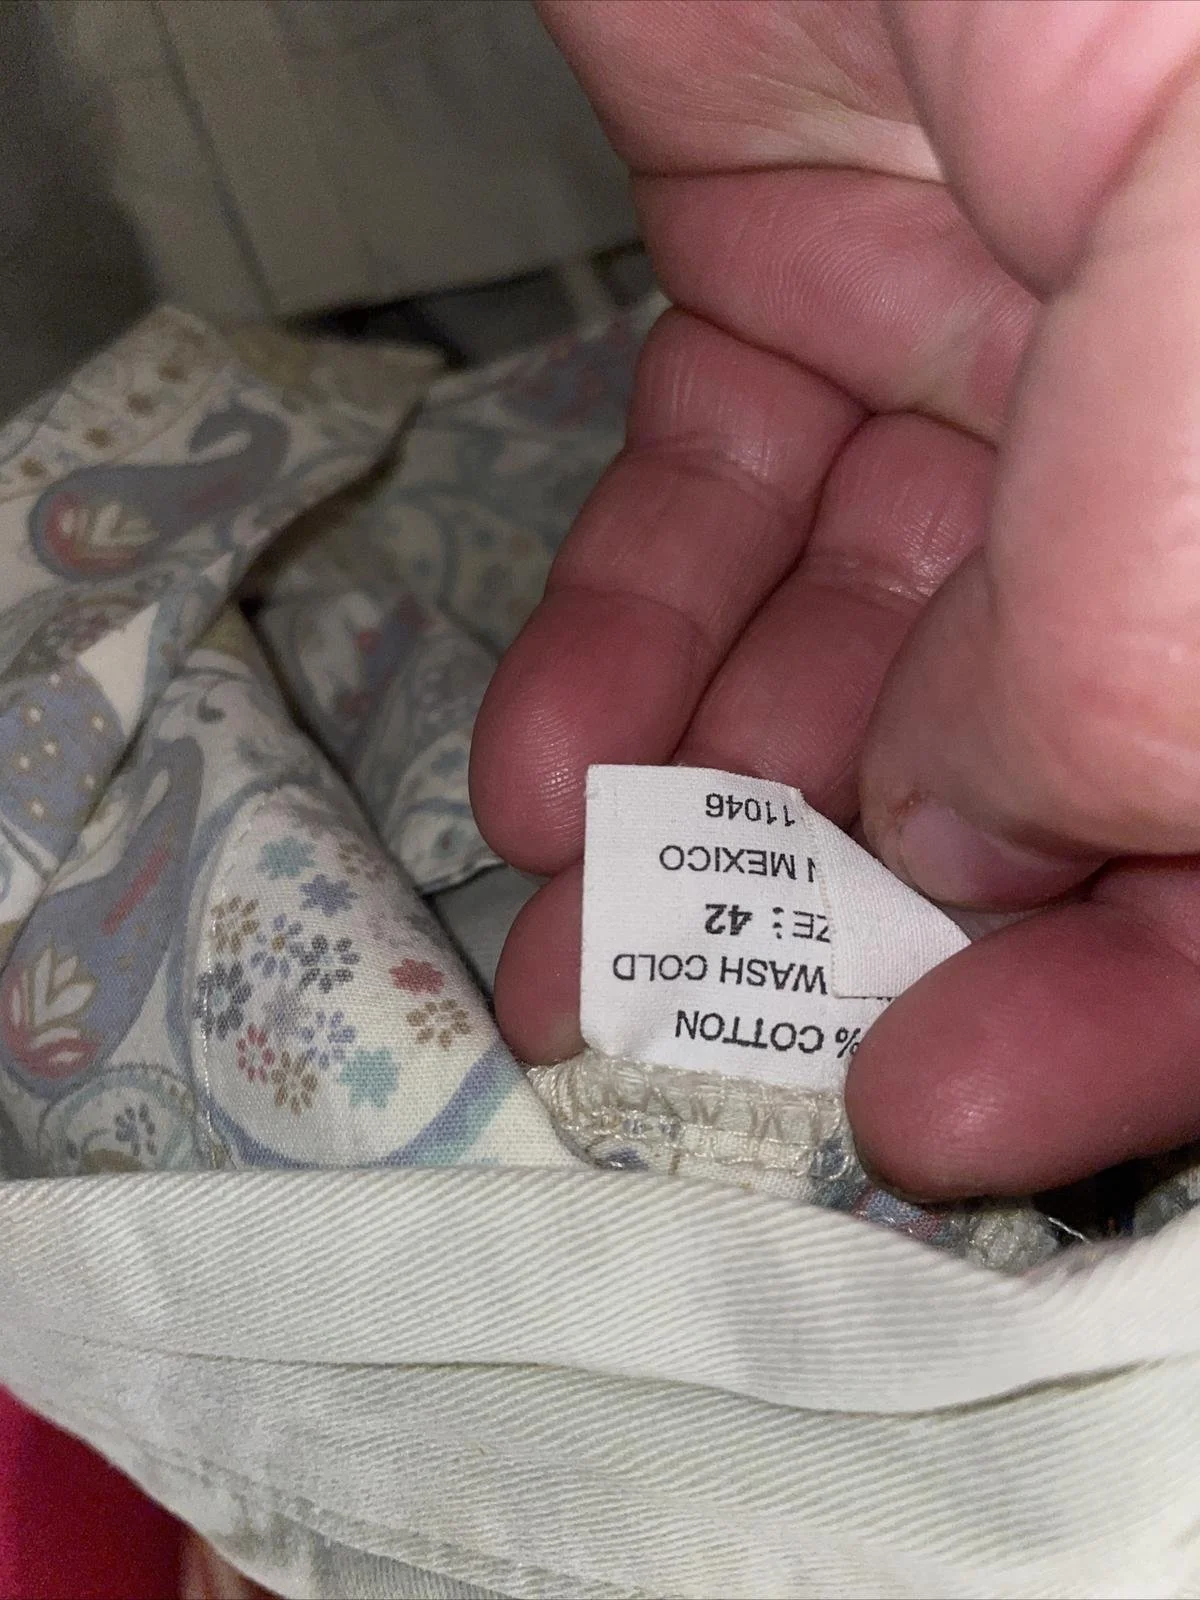 % COTTON
WASH COLD
ZE: 42
N MEXICO
11046